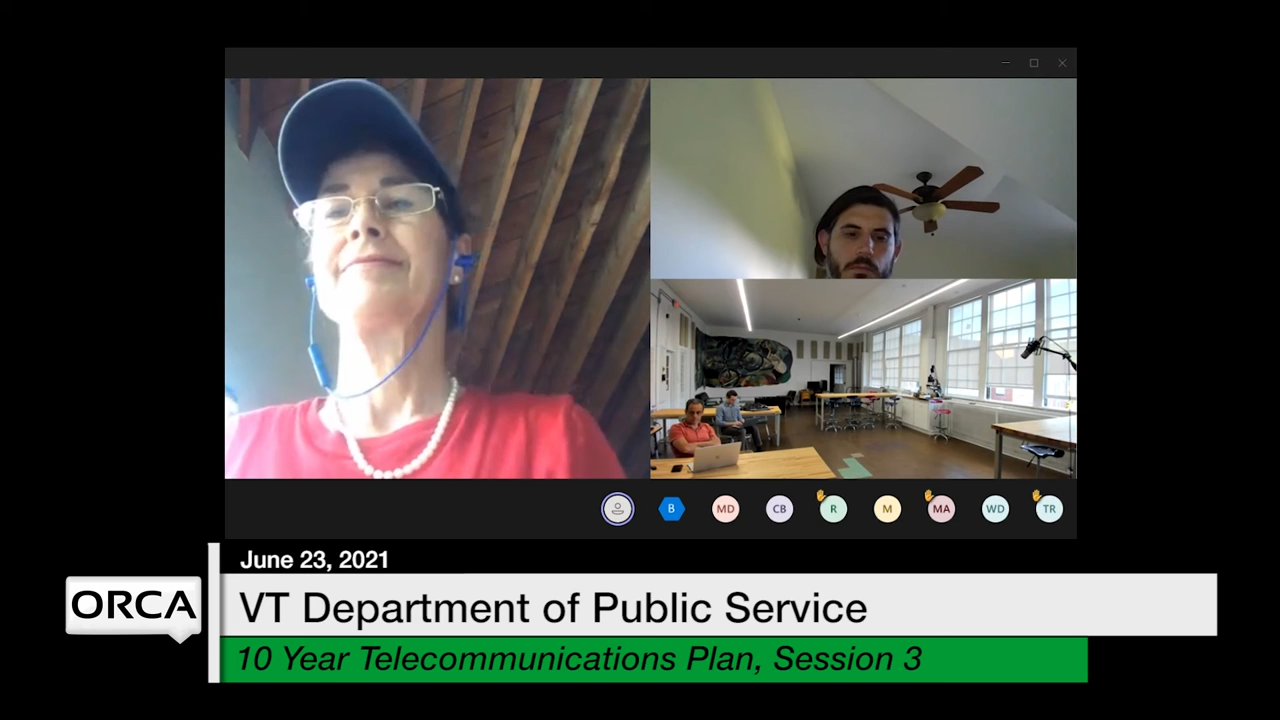 B
MD
CB
R
M
MA
WD
TR
June 23, 2021
ORCA
VT Department of Public Service
10 Year Telecommunications Plan, Session 3